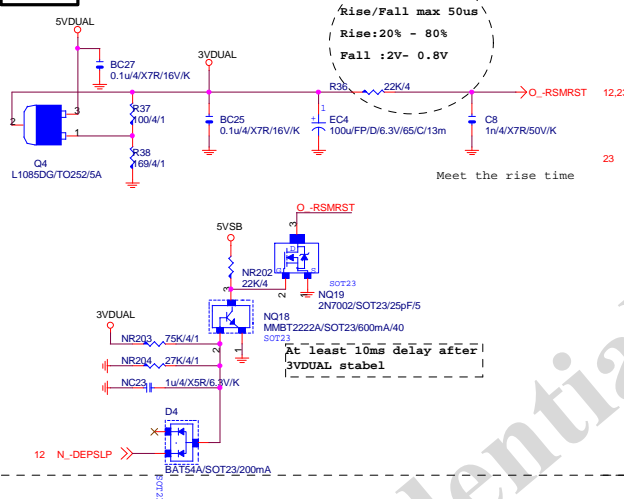 Rise/Fall max 50us
Rise:20% - 80%
Fall :2V- 0.8V
5VDUAL
BC27
0.1u/4/X7R/16V/K
3VDUAL
R36
22K/4
O_-RSMRST
12,23
3
2
1
R37
100/4/1
BC25
0.1u/4/X7R/16V/K
1
+
EC4
100u/FP/D/6.3V/65/C/13m
C8
1n/4/X7R/50V/K
R38
169/4/1
Q4
L1085DG/TO252/5A
23
Meet the rise time
O_-RSMRST
5VSB
3
D
G
S
NR202
22K/4
SOT23
2
1
NQ19
2N7002/SOT23/25pF/5
3
NQ18
MMBT2222A/SOT23/600mA/40
SOT23
3VDUAL
NR203
75K/4/1
2
1
At least 10ms delay after
3VDUAL stabel
NR204
27K/4/1
NC23
1u/4/X5R/6.3V/K
D4
12
N_-DEPSLP
BAT54A/SOT23/200mA